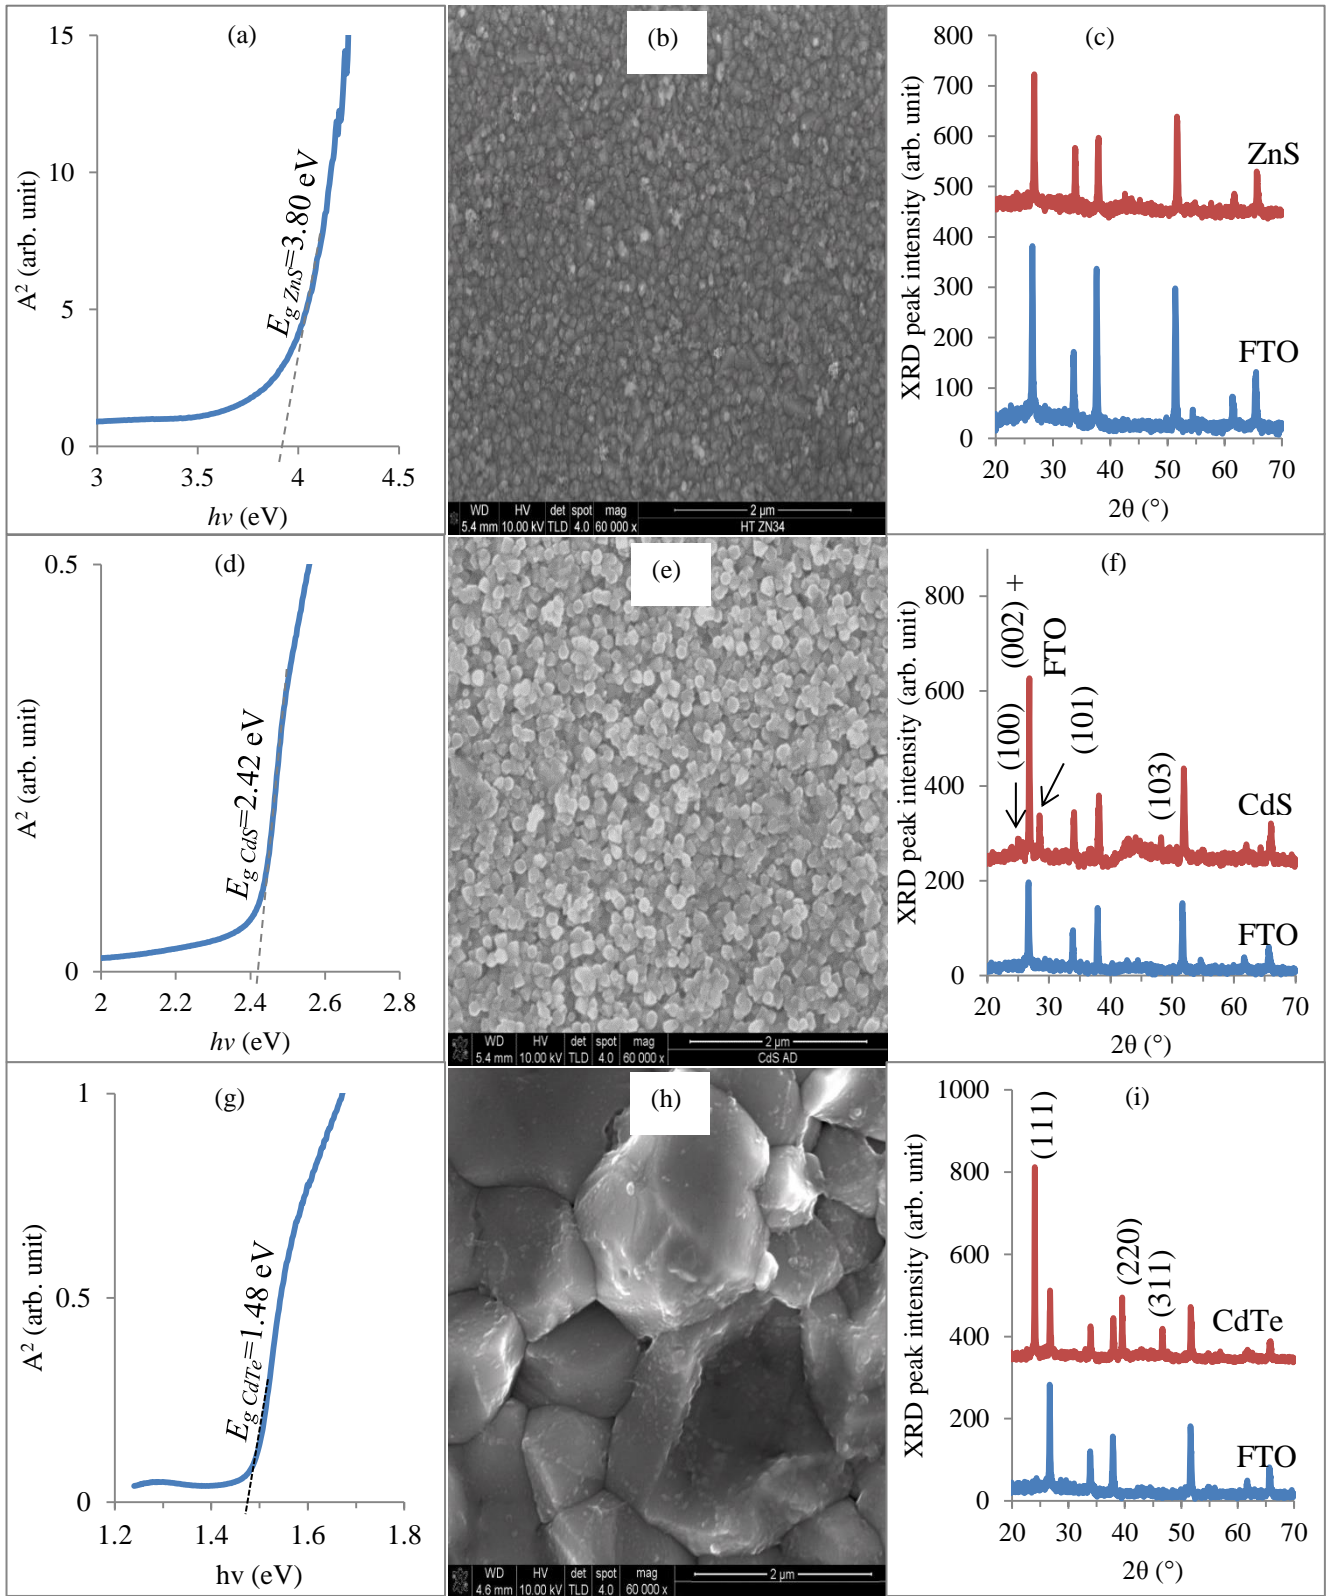 (a)
15
10
5
0
A² (arb. unit)
E_g ZnS=3.80 eV
3 3.5 4 4.5
hν (eV)
(b)
WD HV det spot mag 2 µm
5.4 mm 10.00 kV TLD 4.0 60 000 x HT ZN34
(c)
800
700
600
500
400
300
200
100
0
XRD peak intensity (arb. unit)
ZnS
FTO
20 30 40 50 60 70
2θ (°)
(d)
0.5
0
A² (arb. unit)
E_g CdS=2.42 eV
2 2.2 2.4 2.6 2.8
hν (eV)
(e)
WD HV det spot mag 2 µm
5.4 mm 10.00 kV TLD 4.0 60 000 x CdS AD
(f)
800
600
400
200
0
XRD peak intensity (arb. unit)
(100)
(002) +
FTO
(101)
(103)
CdS
FTO
20 30 40 50 60 70
2θ (°)
(g)
1
0.5
0
A² (arb. unit)
E_g CdTe=1.48 eV
1.2 1.4 1.6 1.8
hν (eV)
(h)
WD HV det spot mag 2 µm
4.6 mm 10.00 kV TLD 4.0 60 000 x
(i)
1000
800
600
400
200
0
XRD peak intensity (arb. unit)
(111)
(220)
(311)
CdTe
FTO
20 30 40 50 60 70
2θ (°)